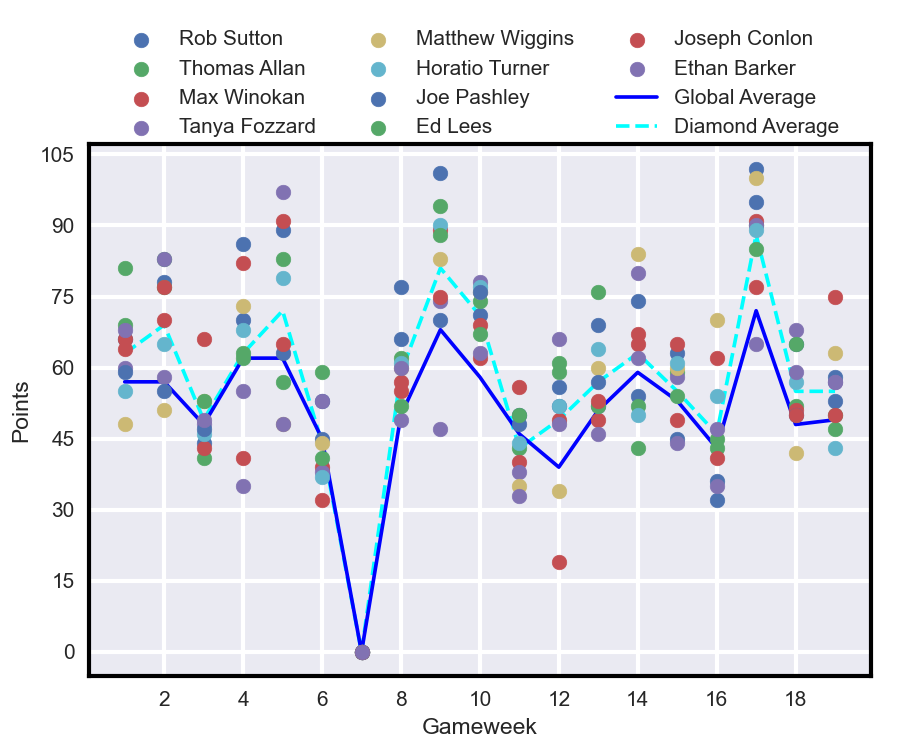 Rob Sutton
Thomas Allan
Max Winokan
Tanya Fozzard
Matthew Wiggins
Horatio Turner
Joe Pashley
Ed Lees
Joseph Conlon
Ethan Barker
Global Average
Diamond Average
105
90
75
60
45
30
15
0
Points
2 4 6 8 10 12 14 16 18
Gameweek